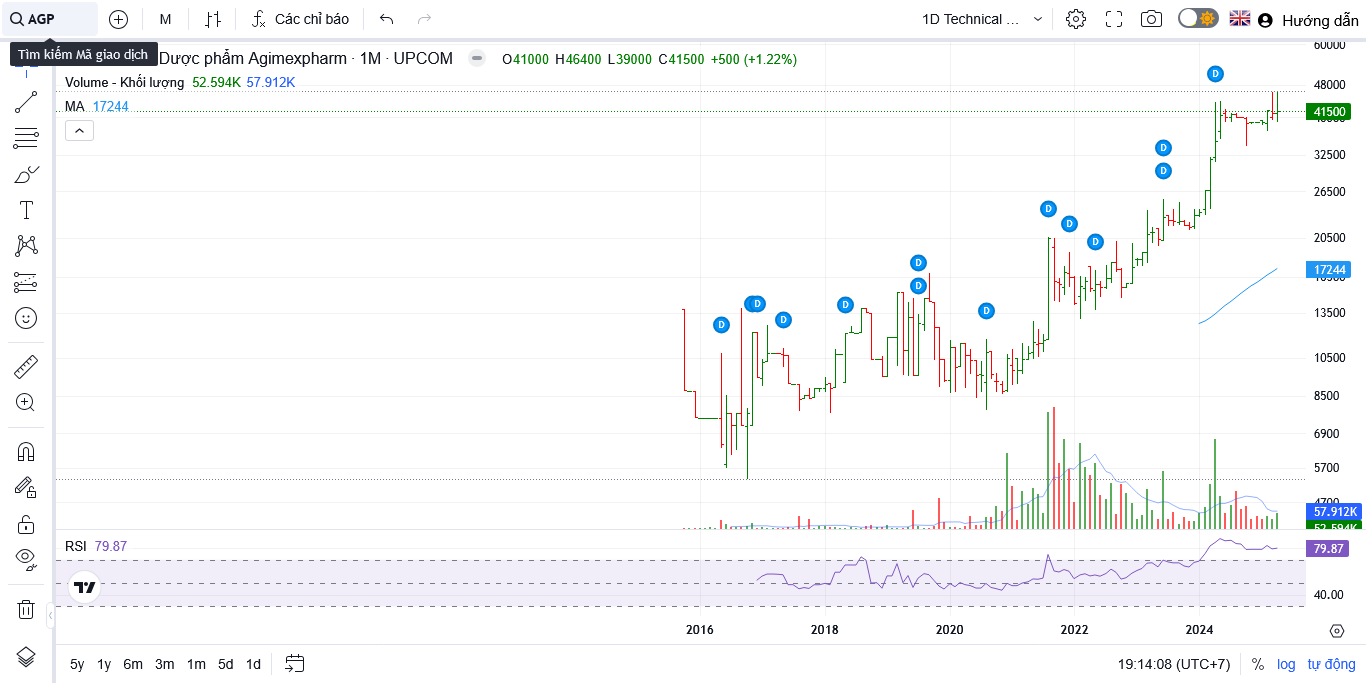 AGP
M
Các chỉ báo
1D Technical ...
Hướng dẫn
Tìm kiếm Mã giao dịch
Dược phẩm Agimexpharm · 1M · UPCOM
O41000 H46400 L39000 C41500 +500 (+1.22%)
Volume - Khối lượng 52.594K 57.912K
MA 17244
D
D
D
D
D
D
D
D
D
D
D
D
D
D
60000
48000
41500
32500
26500
20500
17244
13500
10500
8500
6900
5700
4700
57.912K
52.594K
RSI 79.87
79.87
40.00
2016 2018 2020 2022 2024
5y 1y 6m 3m 1m 5d 1d
19:14:08 (UTC+7)
% log tự động